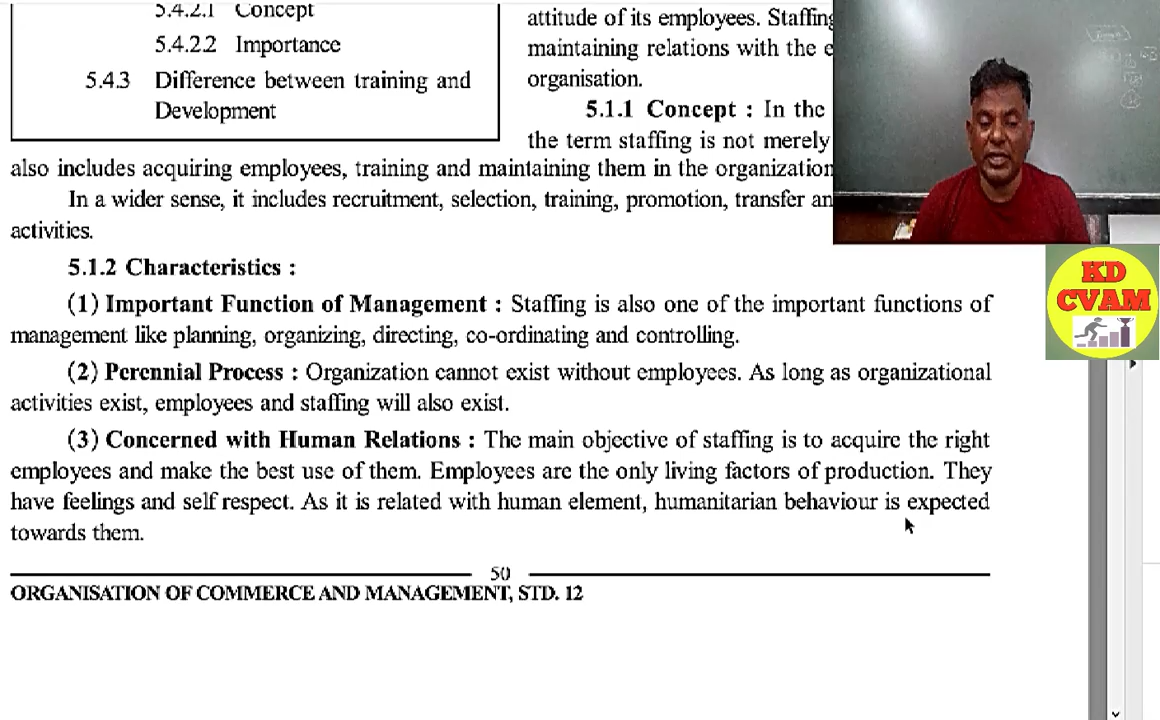 5.4.2.1 Concept
5.4.2.2 Importance
5.4.3 Difference between training and
Development
attitude of its employees. Staffing
maintaining relations with the e
organisation.
5.1.1 Concept : In the
the term staffing is not merely
also includes acquiring employees, training and maintaining them in the organization
In a wider sense, it includes recruitment, selection, training, promotion, transfer an
activities.
5.1.2 Characteristics :
(1) Important Function of Management : Staffing is also one of the important functions of
management like planning, organizing, directing, co-ordinating and controlling.
(2) Perennial Process : Organization cannot exist without employees. As long as organizational
activities exist, employees and staffing will also exist.
(3) Concerned with Human Relations : The main objective of staffing is to acquire the right
employees and make the best use of them. Employees are the only living factors of production. They
have feelings and self respect. As it is related with human element, humanitarian behaviour is expected
towards them.
50
ORGANISATION OF COMMERCE AND MANAGEMENT, STD. 12
KD
CVAM